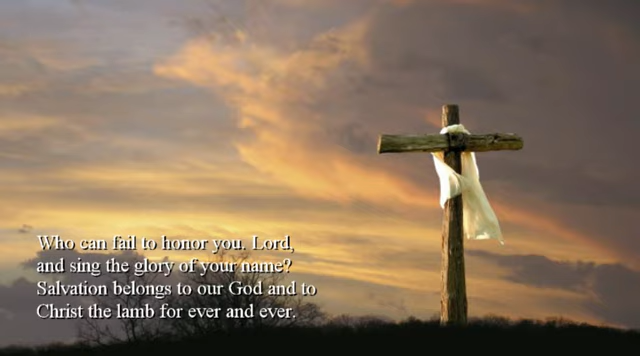 Who can fail to honor you. Lord,
and sing the glory of your name?
Salvation belongs to our God and to
Christ the lamb for ever and ever.